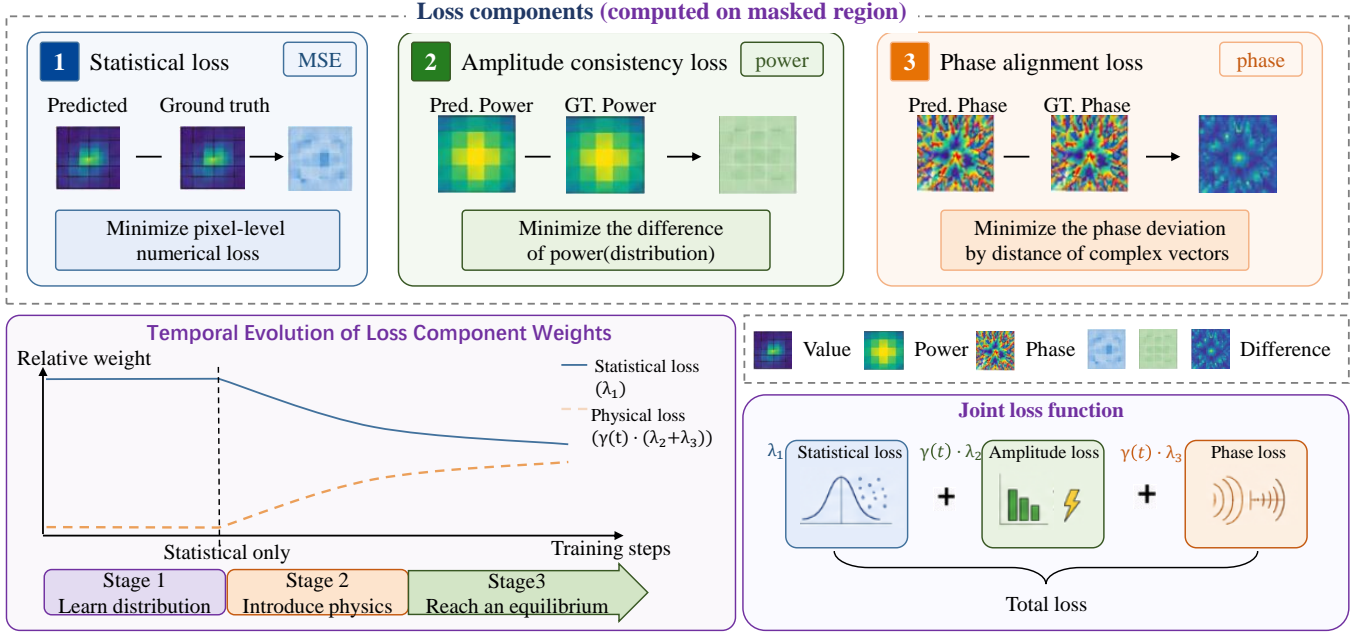 Loss components (computed on masked region)
1 Statistical loss MSE
Predicted Ground truth
Minimize pixel-level
numerical loss
2 Amplitude consistency loss power
Pred. Power GT. Power
Minimize the difference
of power(distribution)
3 Phase alignment loss phase
Pred. Phase GT. Phase
Minimize the phase deviation
by distance of complex vectors
Temporal Evolution of Loss Component Weights
Relative weight
Statistical loss
(λ₁)
Physical loss
(γ(t) · (λ₂+λ₃))
Statistical only
Training steps
Stage 1
Learn distribution
Stage 2
Introduce physics
Stage3
Reach an equilibrium
Value Power Phase Difference
Joint loss function
λ₁ Statistical loss
+
γ(t) · λ₂ Amplitude loss
+
γ(t) · λ₃ Phase loss
Total loss